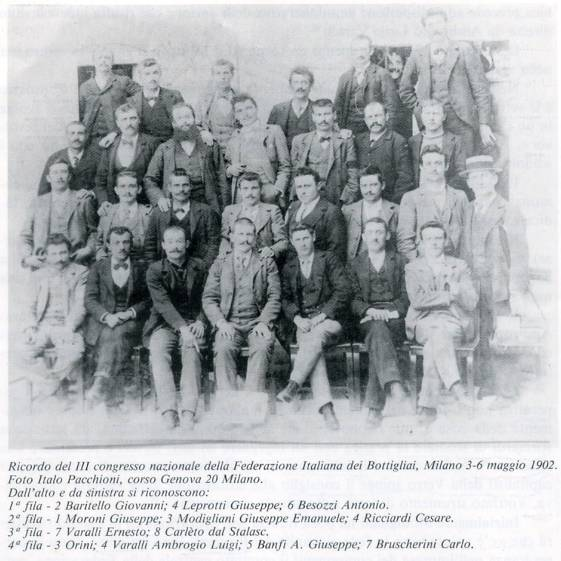 Ricordo del III congresso nazionale della Federazione Italiana dei Bottigliai, Milano 3-6 maggio 1902.
Foto Italo Pacchioni, corso Genova 20 Milano.
Dall'alto e da sinistra si riconoscono:
1ª fila - 2 Baritello Giovanni; 4 Leprotti Giuseppe; 6 Besozzi Antonio.
2ª fila - 1 Moroni Giuseppe; 3 Modigliani Giuseppe Emanuele; 4 Ricciardi Cesare.
3ª fila - 7 Varalli Ernesto; 8 Carlèto dal Stalasc.
4ª fila - 3 Orini; 4 Varalli Ambrogio Luigi; 5 Banfi A. Giuseppe; 7 Bruscherini Carlo.